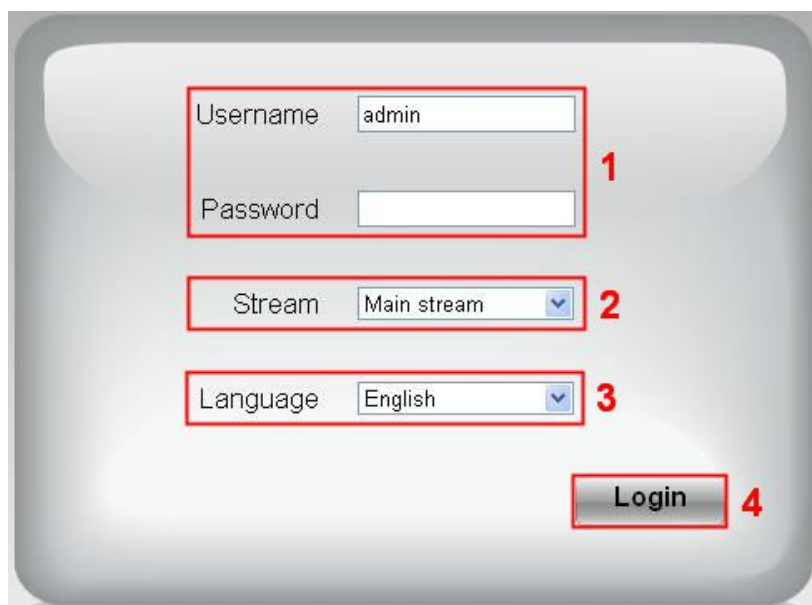 Username admin
1
Password
Stream Main stream 2
Language English 3
Login 4